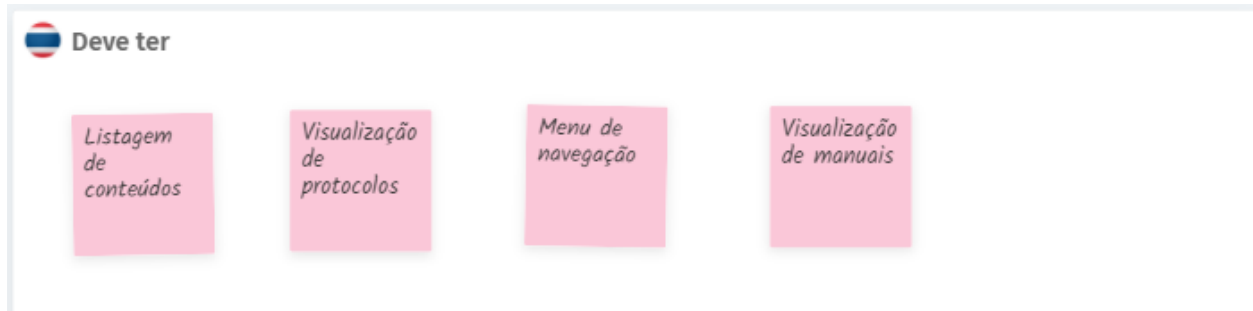 Deve ter
Listagem
de
conteúdos
Visualização
de
protocolos
Menu de
navegação
Visualização
de manuais